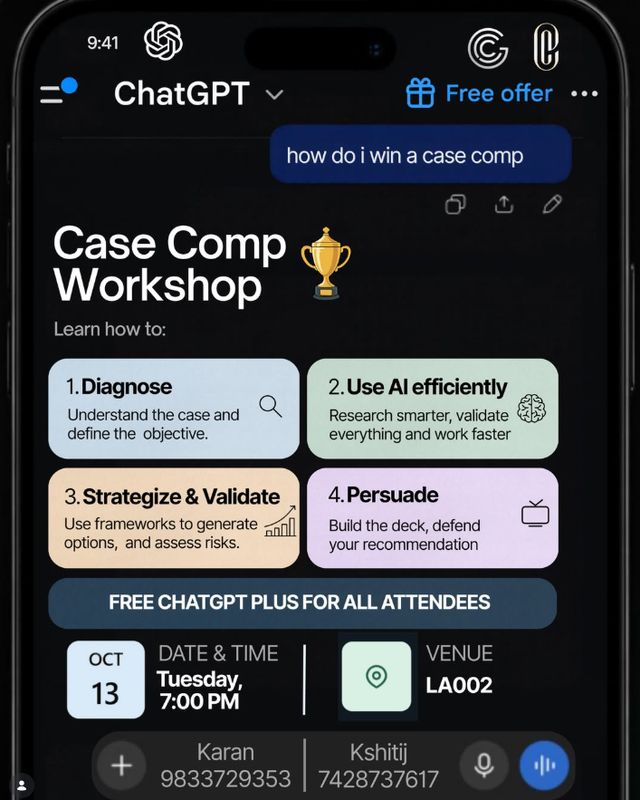 9:41
ChatGPT
Free offer
how do i win a case comp
Case Comp
Workshop
Learn how to:
1.Diagnose
Understand the case and
define the objective.
2.Use AI efficiently
Research smarter, validate
everything and work faster
3.Strategize & Validate
Use frameworks to generate
options, and assess risks.
4.Persuade
Build the deck, defend
your recommendation
FREE CHATGPT PLUS FOR ALL ATTENDEES
OCT
13
DATE & TIME
Tuesday,
7:00 PM
VENUE
LA002
Karan
9833729353
Kshitij
7428737617